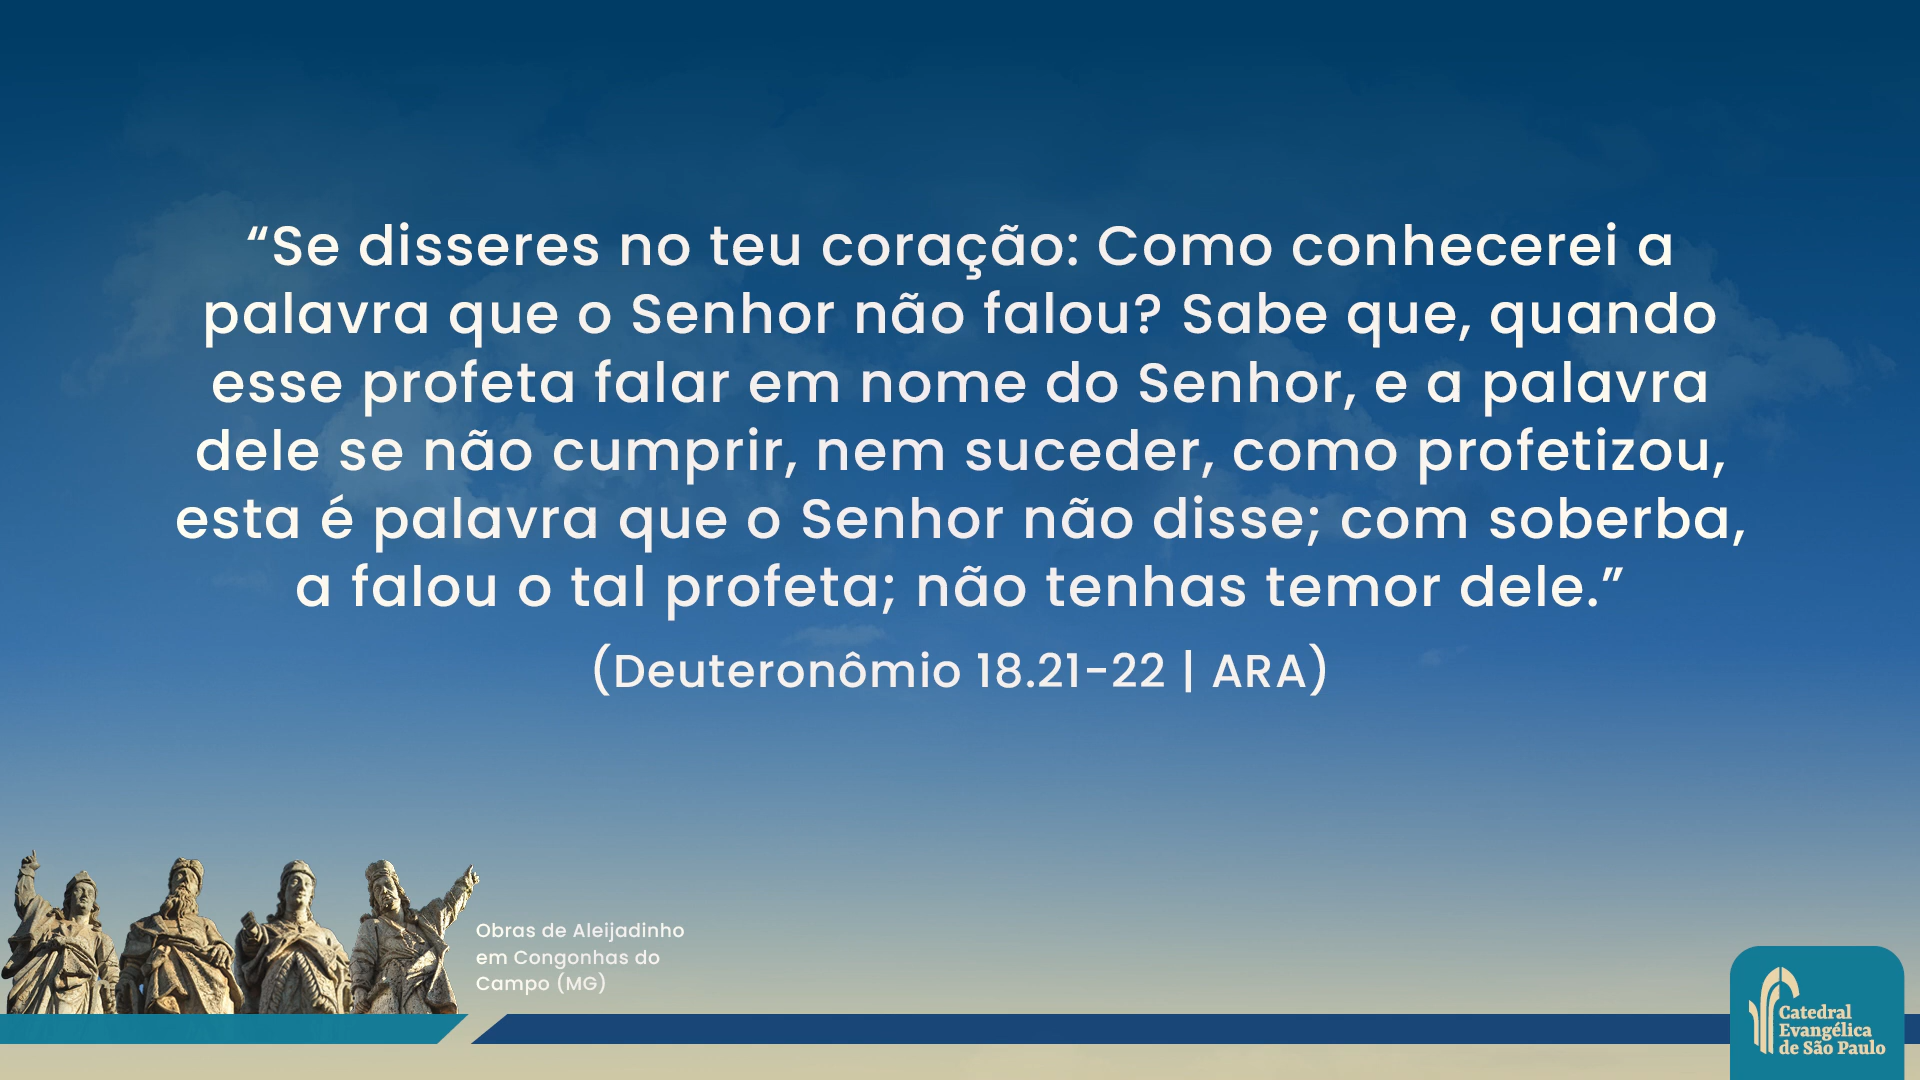 “Se disseres no teu coração: Como conhecerei a
palavra que o Senhor não falou? Sabe que, quando
esse profeta falar em nome do Senhor, e a palavra
dele se não cumprir, nem suceder, como profetizou,
esta é palavra que o Senhor não disse; com soberba,
a falou o tal profeta; não tenhas temor dele.”
(Deuteronômio 18.21-22 | ARA)
Obras de Aleijadinho
em Congonhas do
Campo (MG)
Catedral
Evangélica
de São Paulo